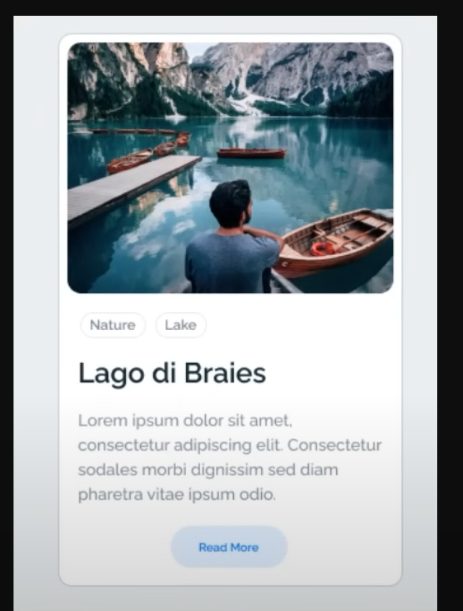 Nature Lake
Lago di Braies
Lorem ipsum dolor sit amet,
consectetur adipiscing elit. Consectetur
sodales morbi dignissim sed diam
pharetra vitae ipsum odio.
Read More